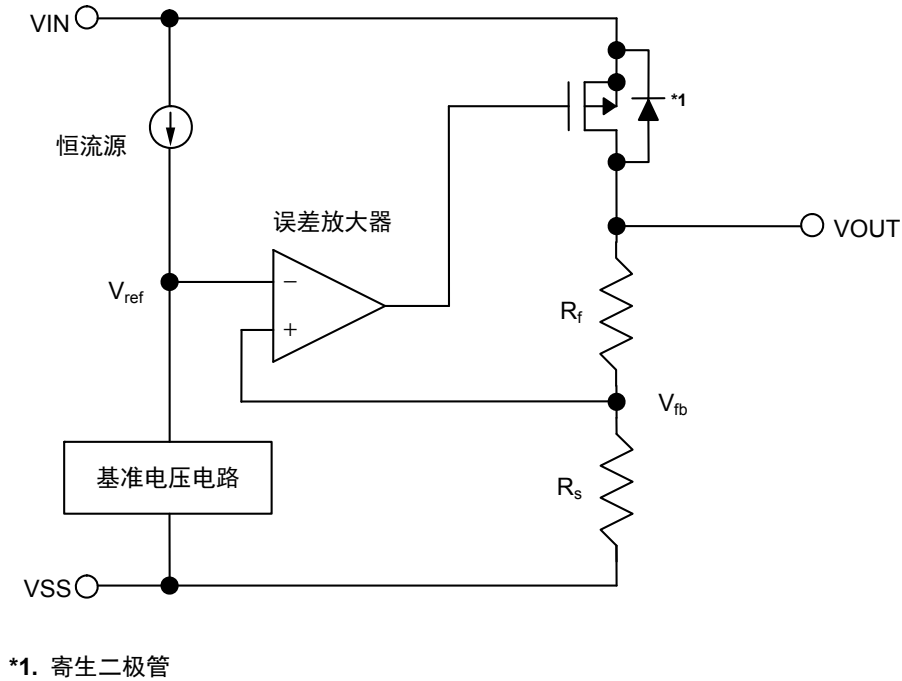 VIN
*1
恒流源
误差放大器
VOUT
Vref
−
+
Rf
Vfb
基准电压电路
Rs
VSS
*1. 寄生二极管